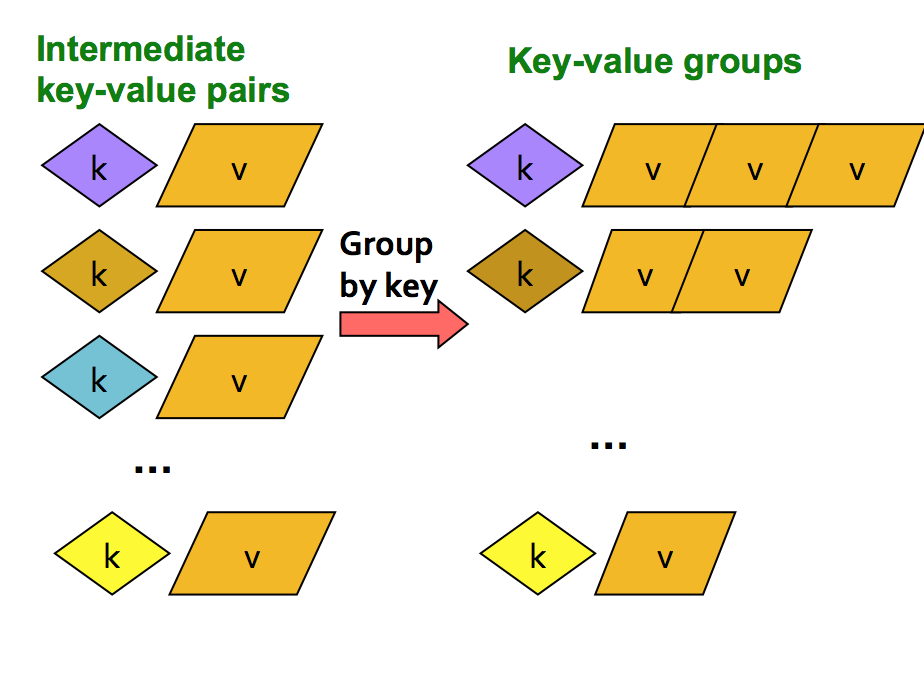 Intermediate
key-value pairs
k v
k v
k v
...
k v
Group
by key
Key-value groups
k v v v
k v v
...
k v